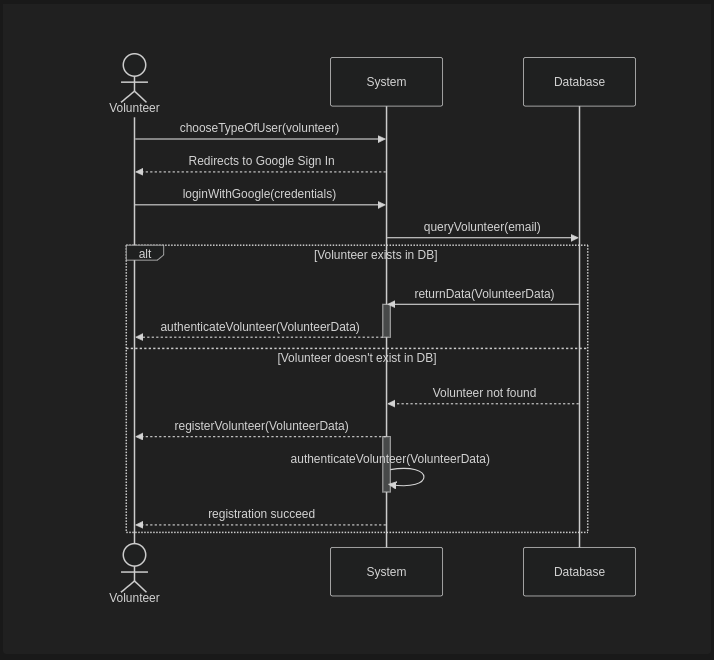 Volunteer
System
Database
chooseTypeOfUser(volunteer)
Redirects to Google Sign In
loginWithGoogle(credentials)
queryVolunteer(email)
alt
[Volunteer exists in DB]
returnData(VolunteerData)
authenticateVolunteer(VolunteerData)
[Volunteer doesn't exist in DB]
Volunteer not found
registerVolunteer(VolunteerData)
authenticateVolunteer(VolunteerData)
registration succeed
Volunteer
System
Database